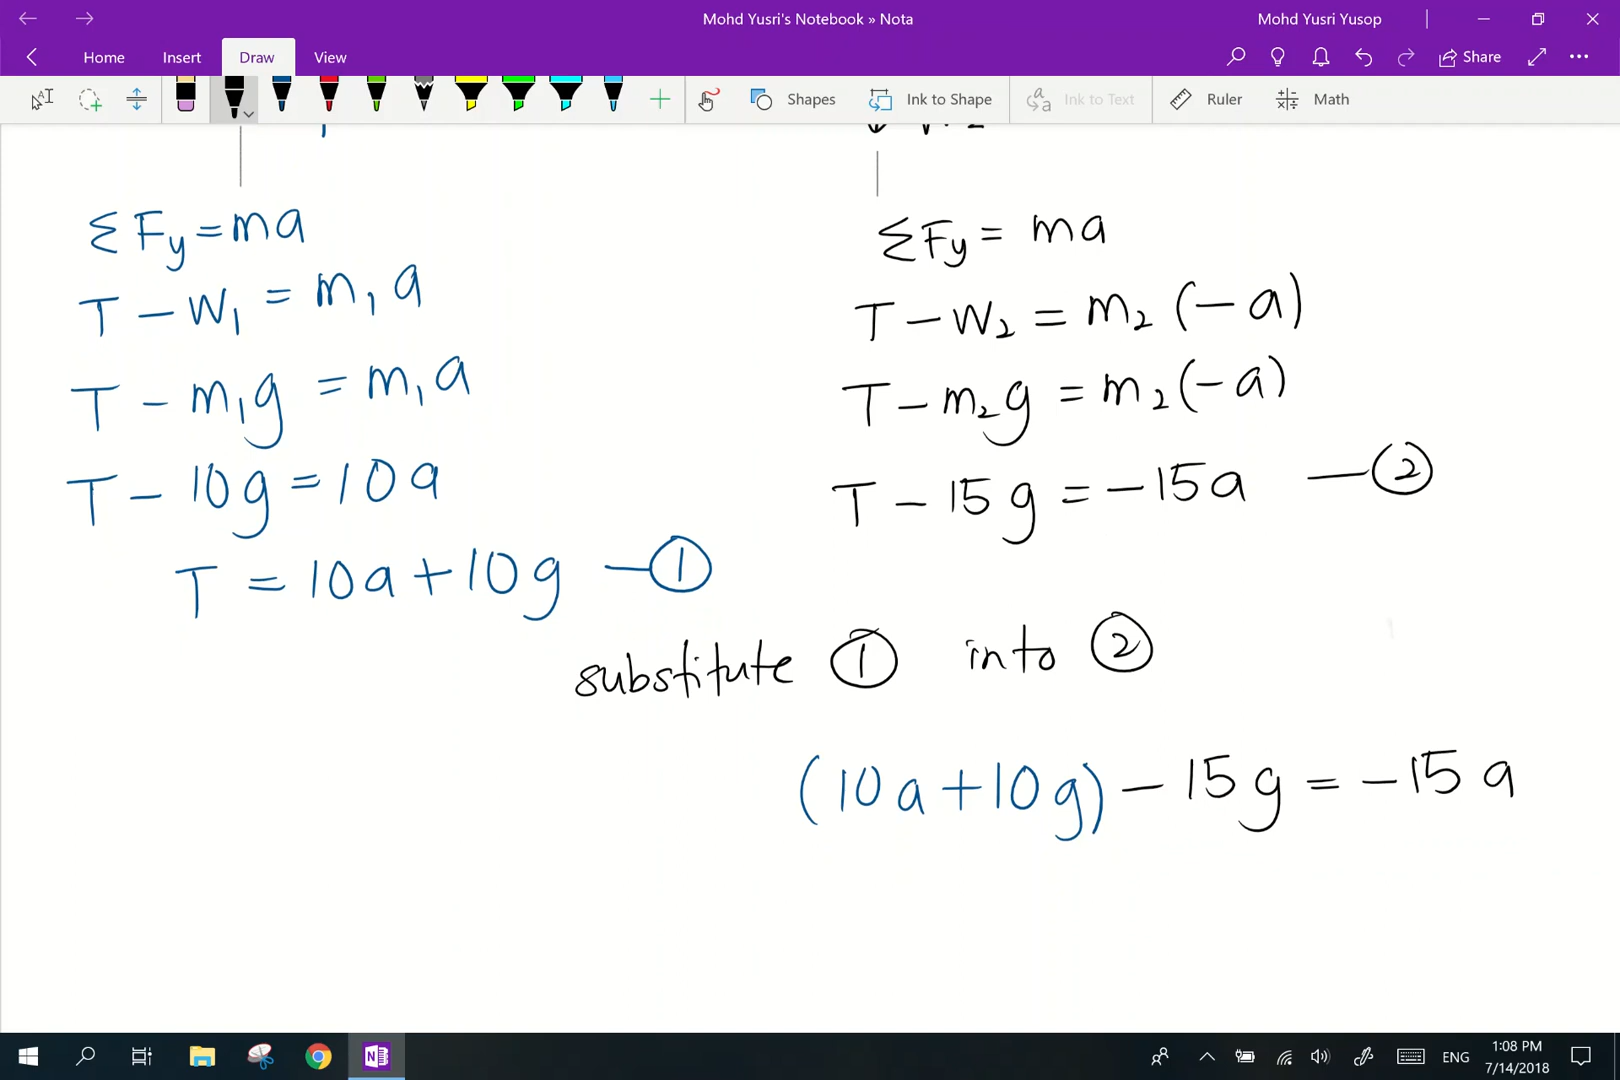 Mohd Yusri's Notebook » Nota
Mohd Yusri Yusop
Home Insert Draw View
Share
Shapes Ink to Shape Ink to Text Ruler Math
ΣFy = ma
T - W₁ = m₁a
T - m₁g = m₁a
T - 10g = 10a
T = 10a + 10g —①
ΣFy = ma
T - W₂ = m₂(-a)
T - m₂g = m₂(-a)
T - 15g = -15a —②
substitute ① into ②
(10a + 10g) - 15g = -15a
ENG
1:08 PM
7/14/2018